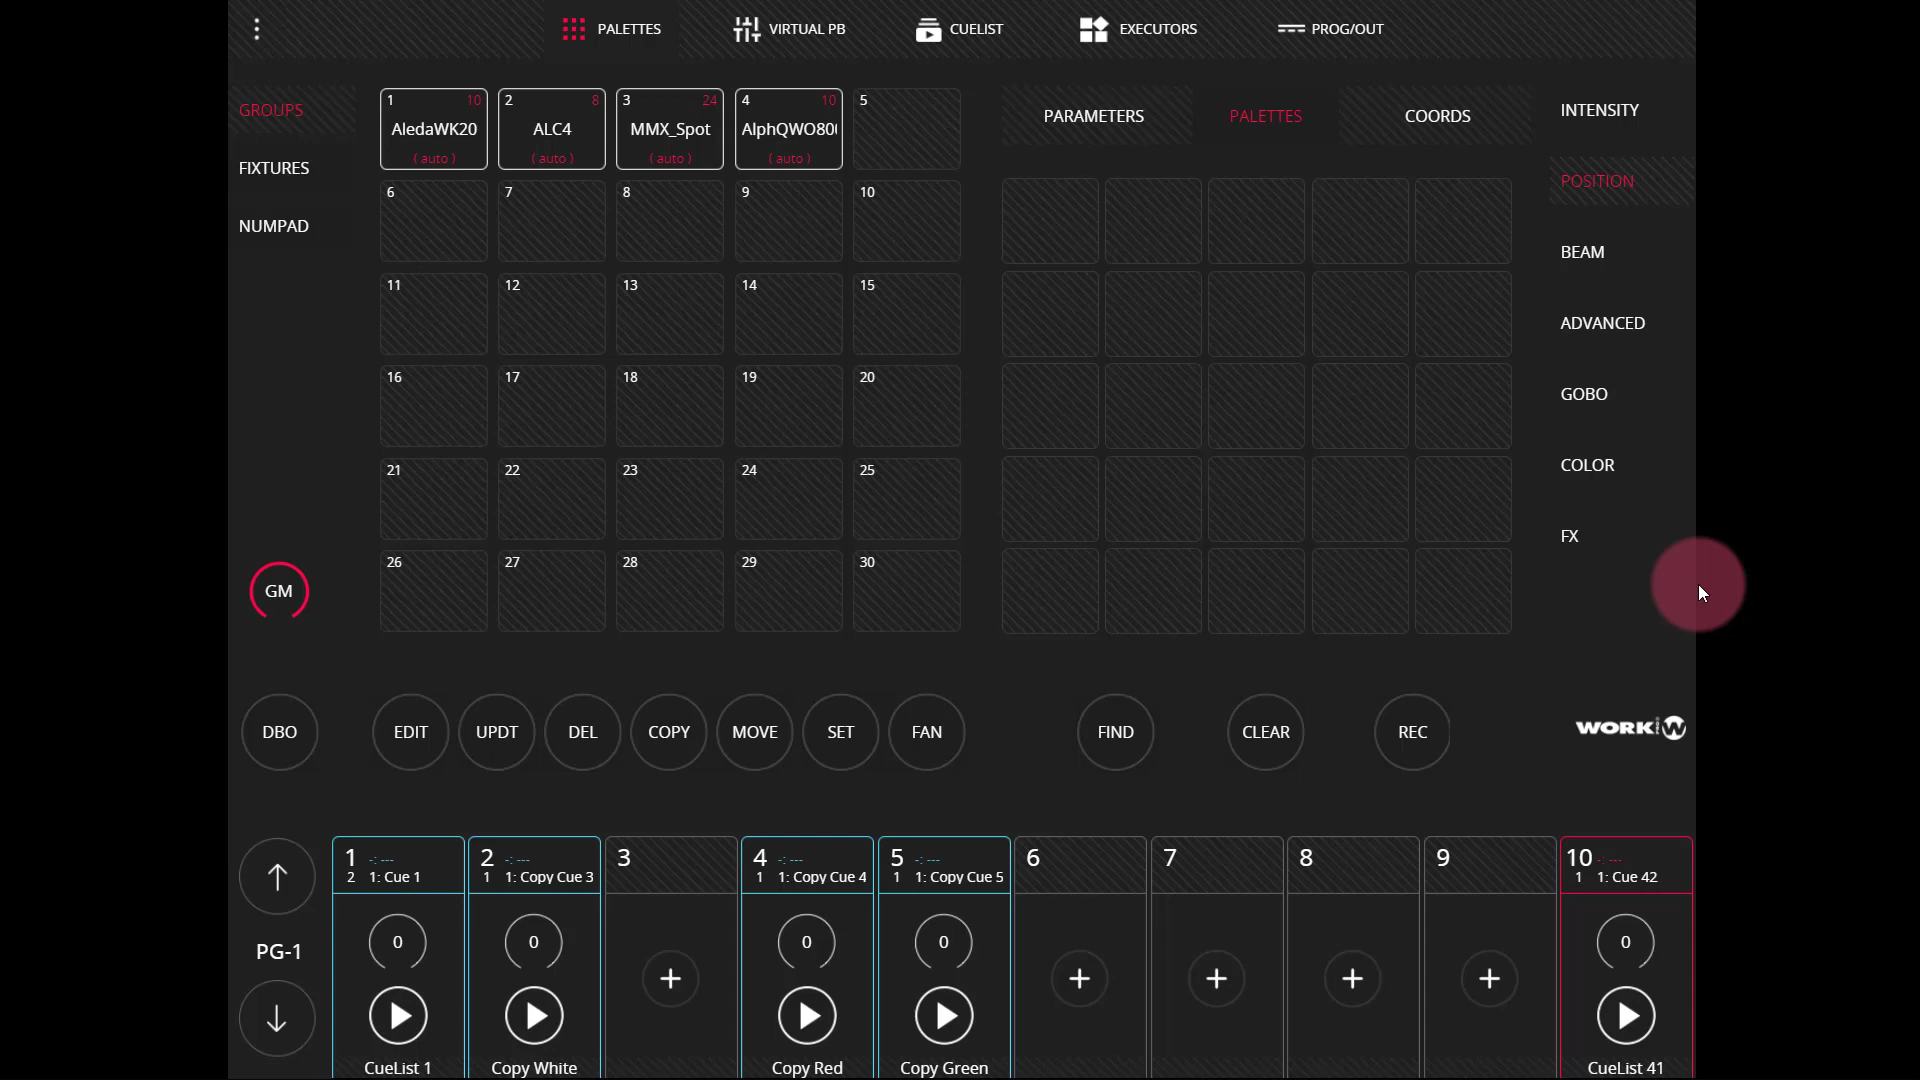 PALETTES
VIRTUAL PB
CUELIST
EXECUTORS
PROG/OUT
GROUPS
FIXTURES
NUMPAD
1 10
AledaWK20
( auto )
2 8
ALC4
( auto )
3 24
MMX_Spot
( auto )
4 10
AlphQWO80
( auto )
5
6 7 8 9 10
11 12 13 14 15
16 17 18 19 20
21 22 23 24 25
26 27 28 29 30
PARAMETERS PALETTES COORDS
INTENSITY
POSITION
BEAM
ADVANCED
GOBO
COLOR
FX
GM
DBO EDIT UPDT DEL COPY MOVE SET FAN FIND CLEAR REC
WORK
PG-1
1 -: ---
2 1: Cue 1
0
CueList 1
2 -: ---
1 1: Copy Cue 3
0
Copy White
3
+
4 -: ---
1 1: Copy Cue 4
0
Copy Red
5 -: ---
1 1: Copy Cue 5
0
Copy Green
6
+
7
+
8
+
9
+
10 -: ---
1 1: Cue 42
0
CueList 41